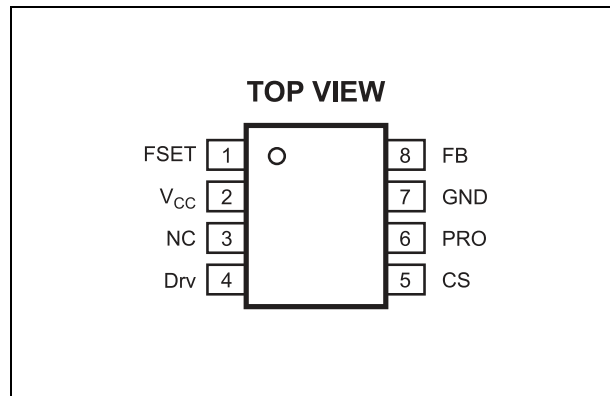 TOP VIEW
FSET 1 8 FB
VCC 2 7 GND
NC 3 6 PRO
Drv 4 5 CS